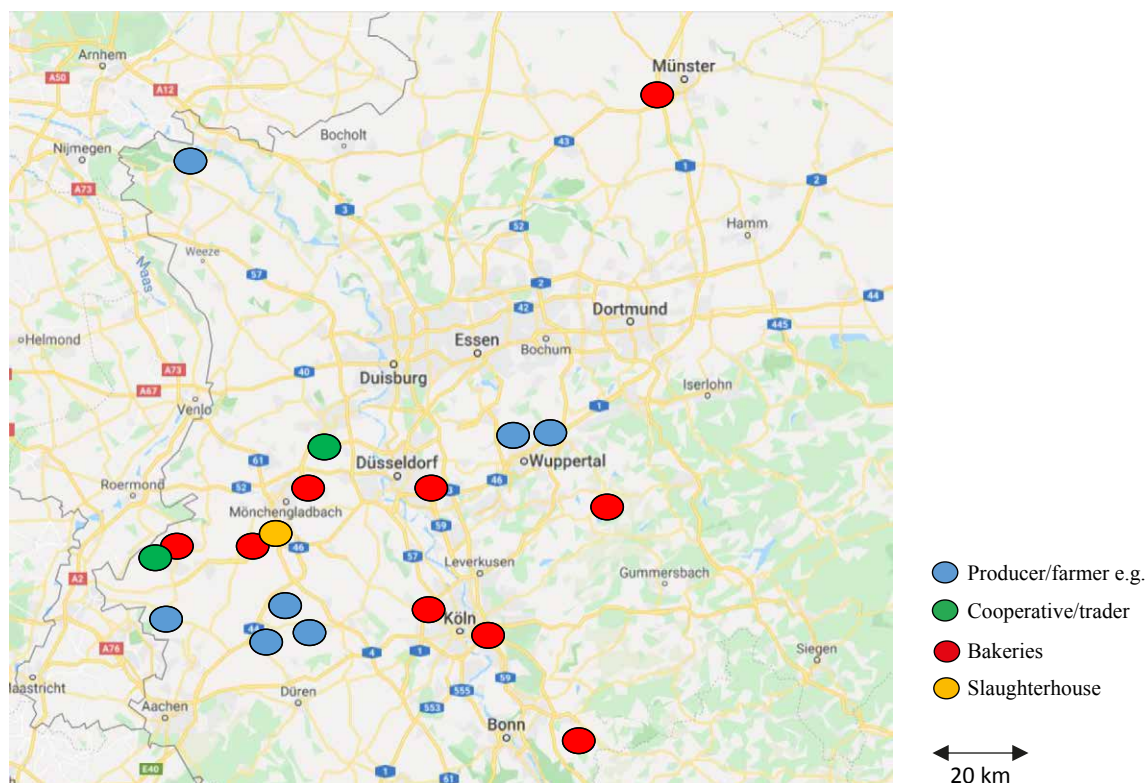 Arnhem
Münster
A50
A12
Bocholt
43
Nijmegen
1
2
A73
3
Hamm
52
Weeze
57
Maas
2
44
42
Dortmund
445
Essen
Bochum
Helmond
A73
Duisburg
40
A67
Iserlohn
Venlo
1
61
Düsseldorf
Wuppertal
46
Roermond
52
3
Mönchengladbach
59
46
57
Leverkusen
A2
Gummersbach
44
Köln
A76
4
1
Siegen
59
Maastricht
Düren
555
Aachen
553
Bonn
E40
1
61
Producer/farmer e.g.
Cooperative/trader
Bakeries
Slaughterhouse
20 km